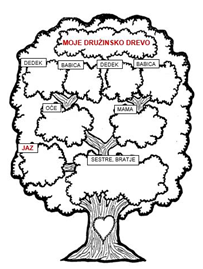 MOJE DRUŽINSKO DREVO
DEDEK BABICA DEDEK BABICA
OČE MAMA
JAZ
SESTRE, BRATJE